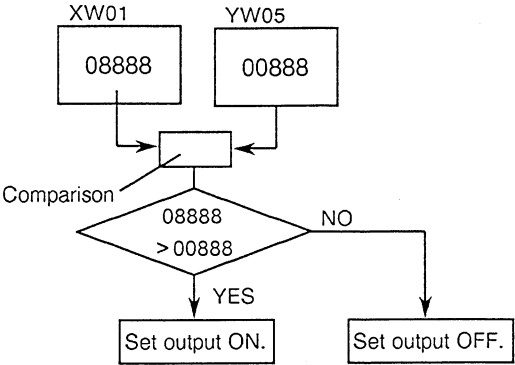 XW01
YW05
08888
00888
Comparison
08888
> 00888
NO
YES
Set output ON.
Set output OFF.